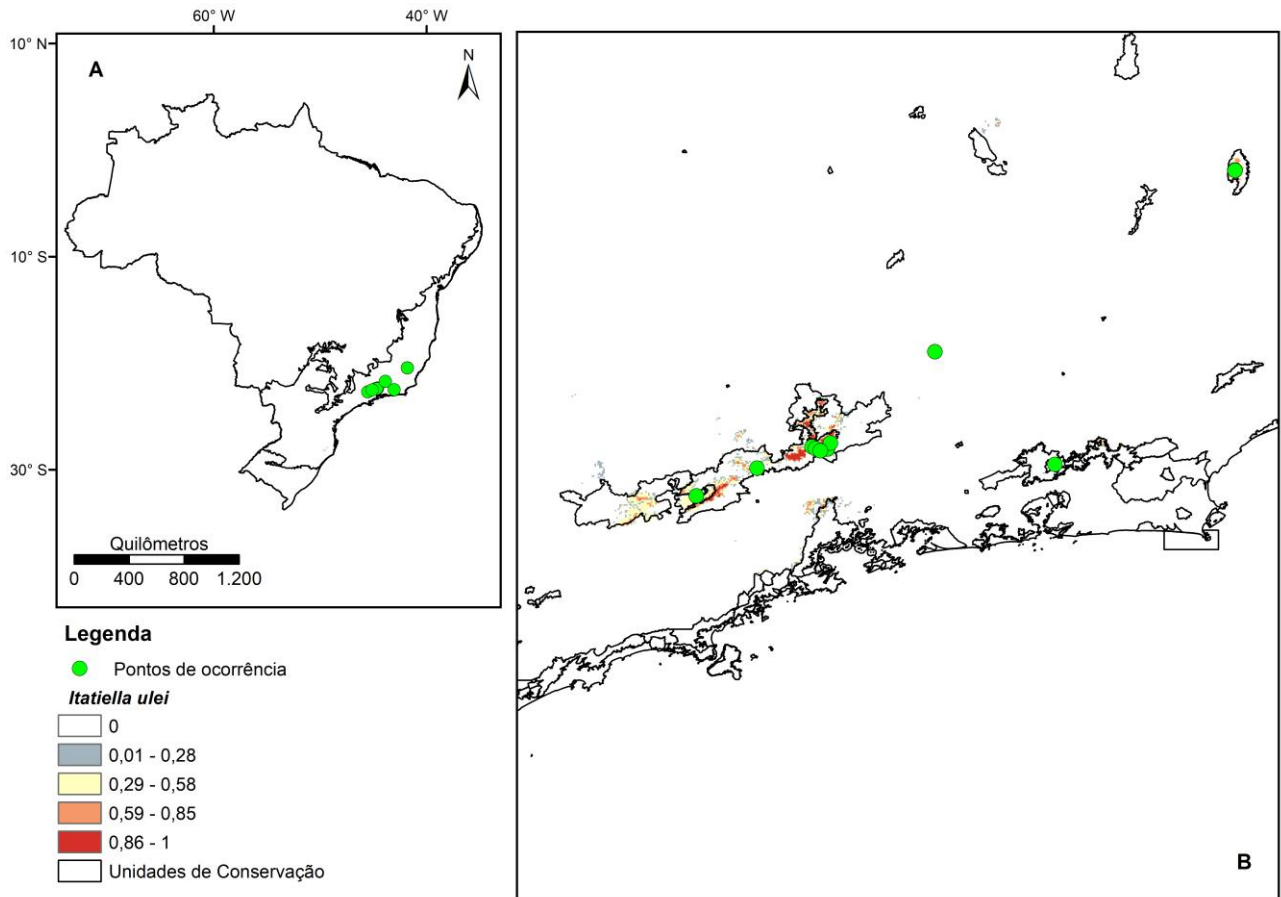 60° W
40° W
10° N
A
N
10° S
30° S
Quilômetros
0 400 800 1.200
Legenda
Pontos de ocorrência
Itatiella ulei
0
0,01 - 0,28
0,29 - 0,58
0,59 - 0,85
0,86 - 1
Unidades de Conservação
B